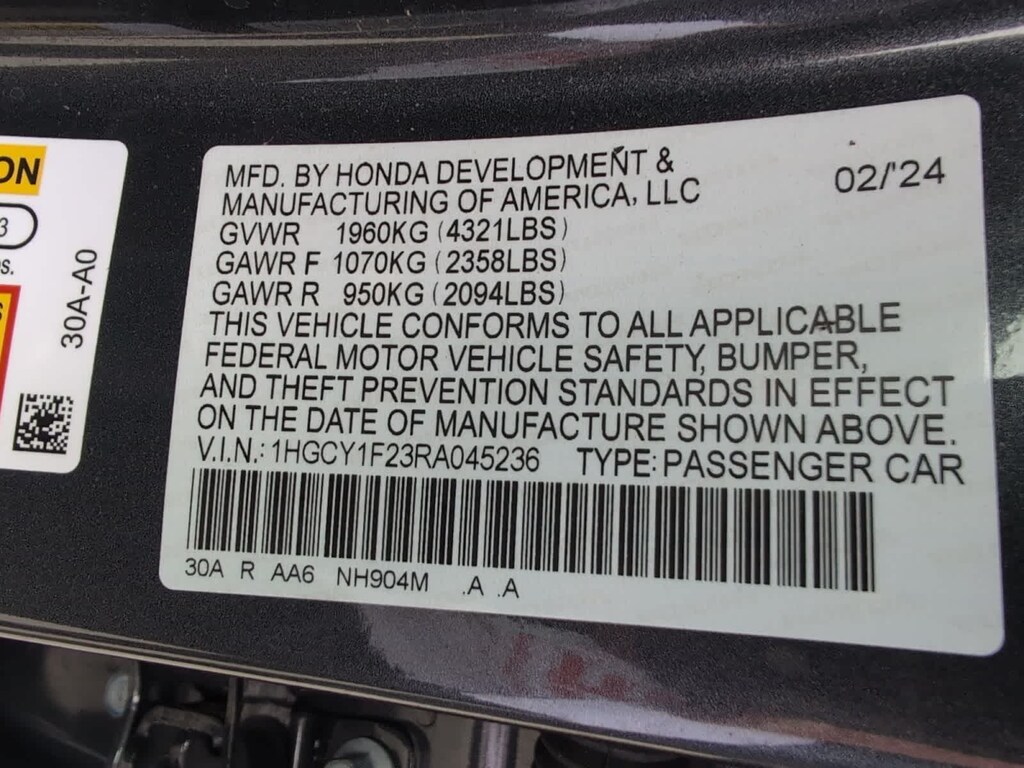 MFD. BY HONDA DEVELOPMENT &
MANUFACTURING OF AMERICA, LLC
02/'24
GVWR 1960KG (4321LBS)
GAWR F 1070KG (2358LBS)
GAWR R 950KG (2094LBS)
THIS VEHICLE CONFORMS TO ALL APPLICABLE
FEDERAL MOTOR VEHICLE SAFETY, BUMPER,
AND THEFT PREVENTION STANDARDS IN EFFECT
ON THE DATE OF MANUFACTURE SHOWN ABOVE.
V.I.N.: 1HGCY1F23RA045236 TYPE: PASSENGER CAR
30A R AA6 NH904M .A .A
ON
3
s.
30A-A0